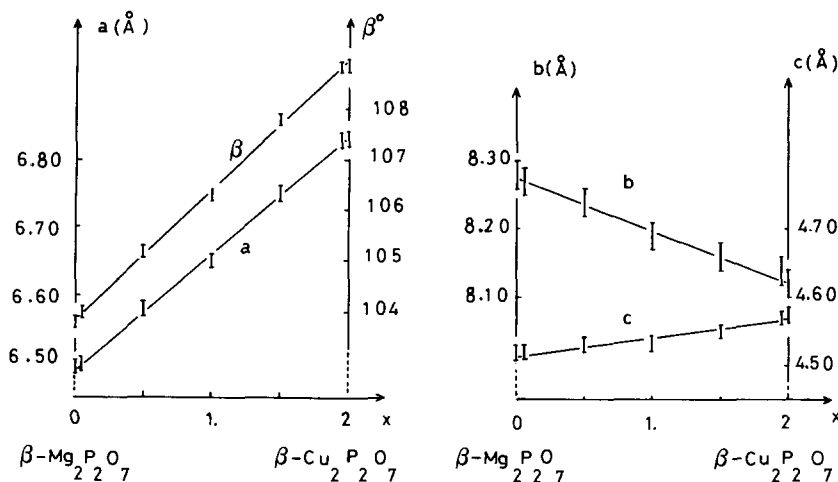 a(Å)
β°
108
6.80
β
107
6.70
a
106
105
6.60
104
6.50
0
1.
2
x
β-Mg2P2O7
β-Cu2P2O7
b(Å)
c(Å)
8.30
b
8.20
4.70
8.10
4.60
c
4.50
0
1.
2
x
β-Mg2P2O7
β-Cu2P2O7